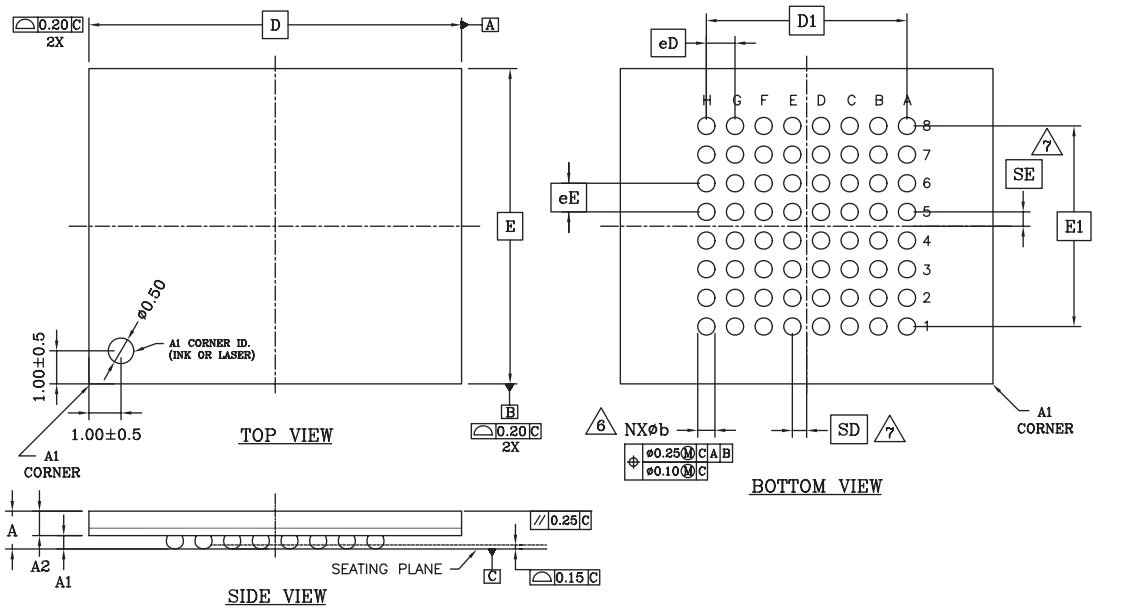 ⌓ 0.20 C
2X
D
A
E
ø0.50
A1 CORNER ID.
(INK OR LASER)
1.00±0.5
1.00±0.5
A1
CORNER
TOP VIEW
B
⌓ 0.20 C
2X
D1
eD
H G F E D C B A
8
7
6
5
4
3
2
1
7
SE
eE
E1
6
NXøb
⌖ ø0.25Ⓜ C A B
ø0.10Ⓜ C
SD
7
A1
CORNER
BOTTOM VIEW
A
A2
A1
// 0.25 C
SEATING PLANE
C
⌓ 0.15 C
SIDE VIEW